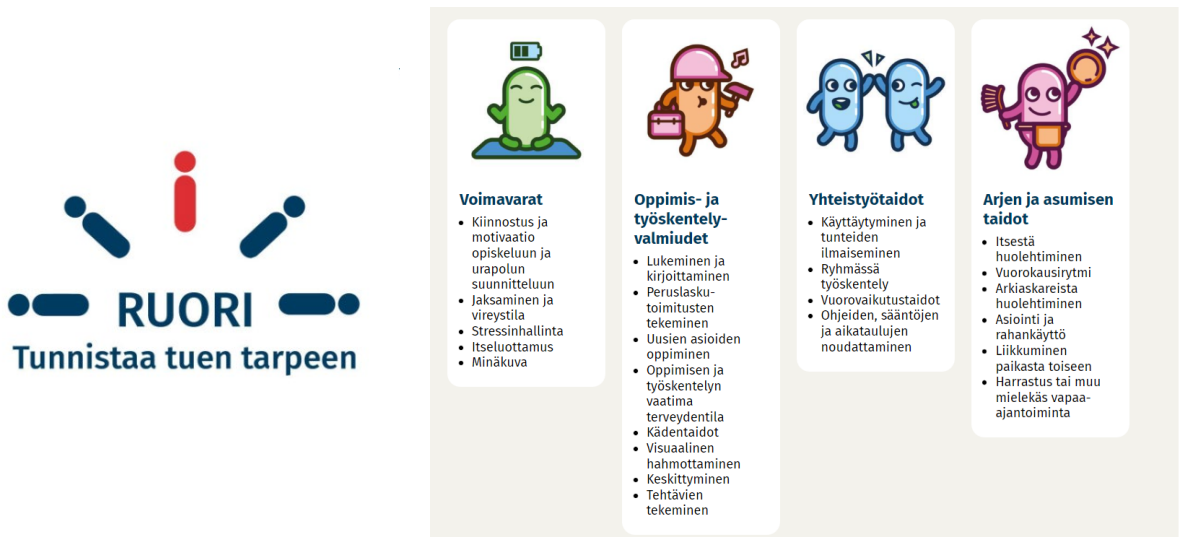 RUORI
Tunnistaa tuen tarpeen
Voimavarat
• Kiinnostus ja
motivaatio
opiskeluun ja
urapolun
suunnitteluun
• Jaksaminen ja
vireystila
• Stressinhallinta
• Itseluottamus
• Minäkuva
Oppimis- ja
työskentely-
valmiudet
• Lukeminen ja
kirjoittaminen
• Peruslasku-
toimitusten
tekeminen
• Uusien asioiden
oppiminen
• Oppimisen ja
työskentelyn
vaatima
terveydentila
• Kädentaidot
• Visuaalinen
hahmottaminen
• Keskittyminen
• Tehtävien
tekeminen
Yhteistyötaidot
• Käyttäytyminen ja
tunteiden
ilmaiseminen
• Ryhmässä
työskentely
• Vuorovaikutustaidot
• Ohjeiden, sääntöjen
ja aikataulujen
noudattaminen
Arjen ja asumisen
taidot
• Itsestä
huolehtiminen
• Vuorokausirytmi
• Arkiaskareista
huolehtiminen
• Asiointi ja
rahankäyttö
• Liikkuminen
paikasta toiseen
• Harrastus tai muu
mielekäs vapaa-
ajantoiminta